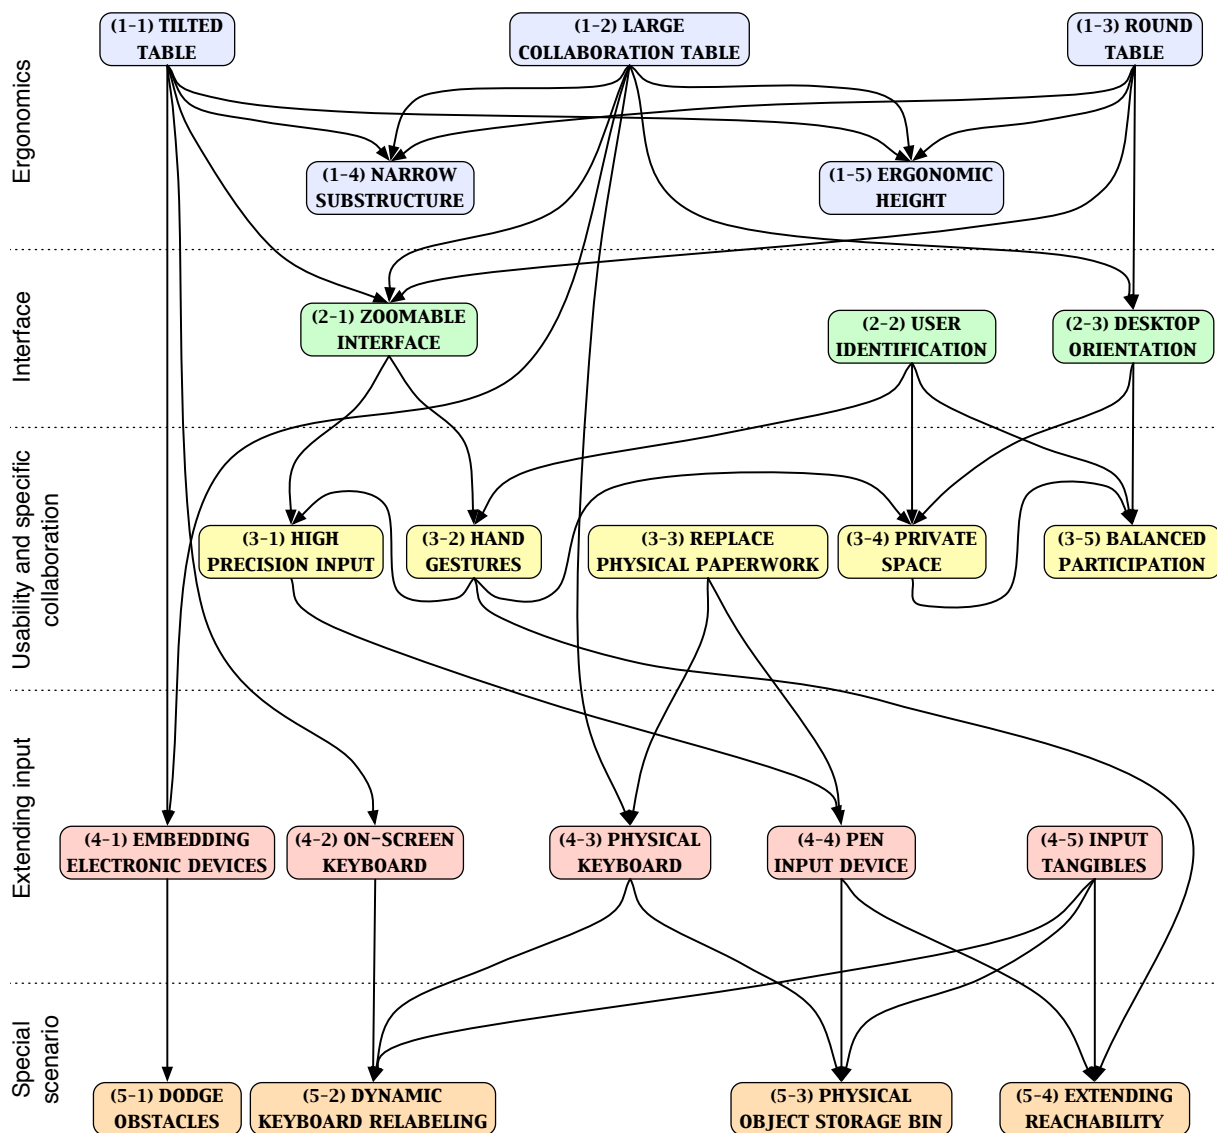 Ergonomics
(1-1) TILTED
TABLE
(1-2) LARGE
COLLABORATION TABLE
(1-3) ROUND
TABLE
(1-4) NARROW
SUBSTRUCTURE
(1-5) ERGONOMIC
HEIGHT
Interface
(2-1) ZOOMABLE
INTERFACE
(2-2) USER
IDENTIFICATION
(2-3) DESKTOP
ORIENTATION
Usability and specific
collaboration
(3-1) HIGH
PRECISION INPUT
(3-2) HAND
GESTURES
(3-3) REPLACE
PHYSICAL PAPERWORK
(3-4) PRIVATE
SPACE
(3-5) BALANCED
PARTICIPATION
Extending input
(4-1) EMBEDDING
ELECTRONIC DEVICES
(4-2) ON-SCREEN
KEYBOARD
(4-3) PHYSICAL
KEYBOARD
(4-4) PEN
INPUT DEVICE
(4-5) INPUT
TANGIBLES
Special
scenario
(5-1) DODGE
OBSTACLES
(5-2) DYNAMIC
KEYBOARD RELABELING
(5-3) PHYSICAL
OBJECT STORAGE BIN
(5-4) EXTENDING
REACHABILITY